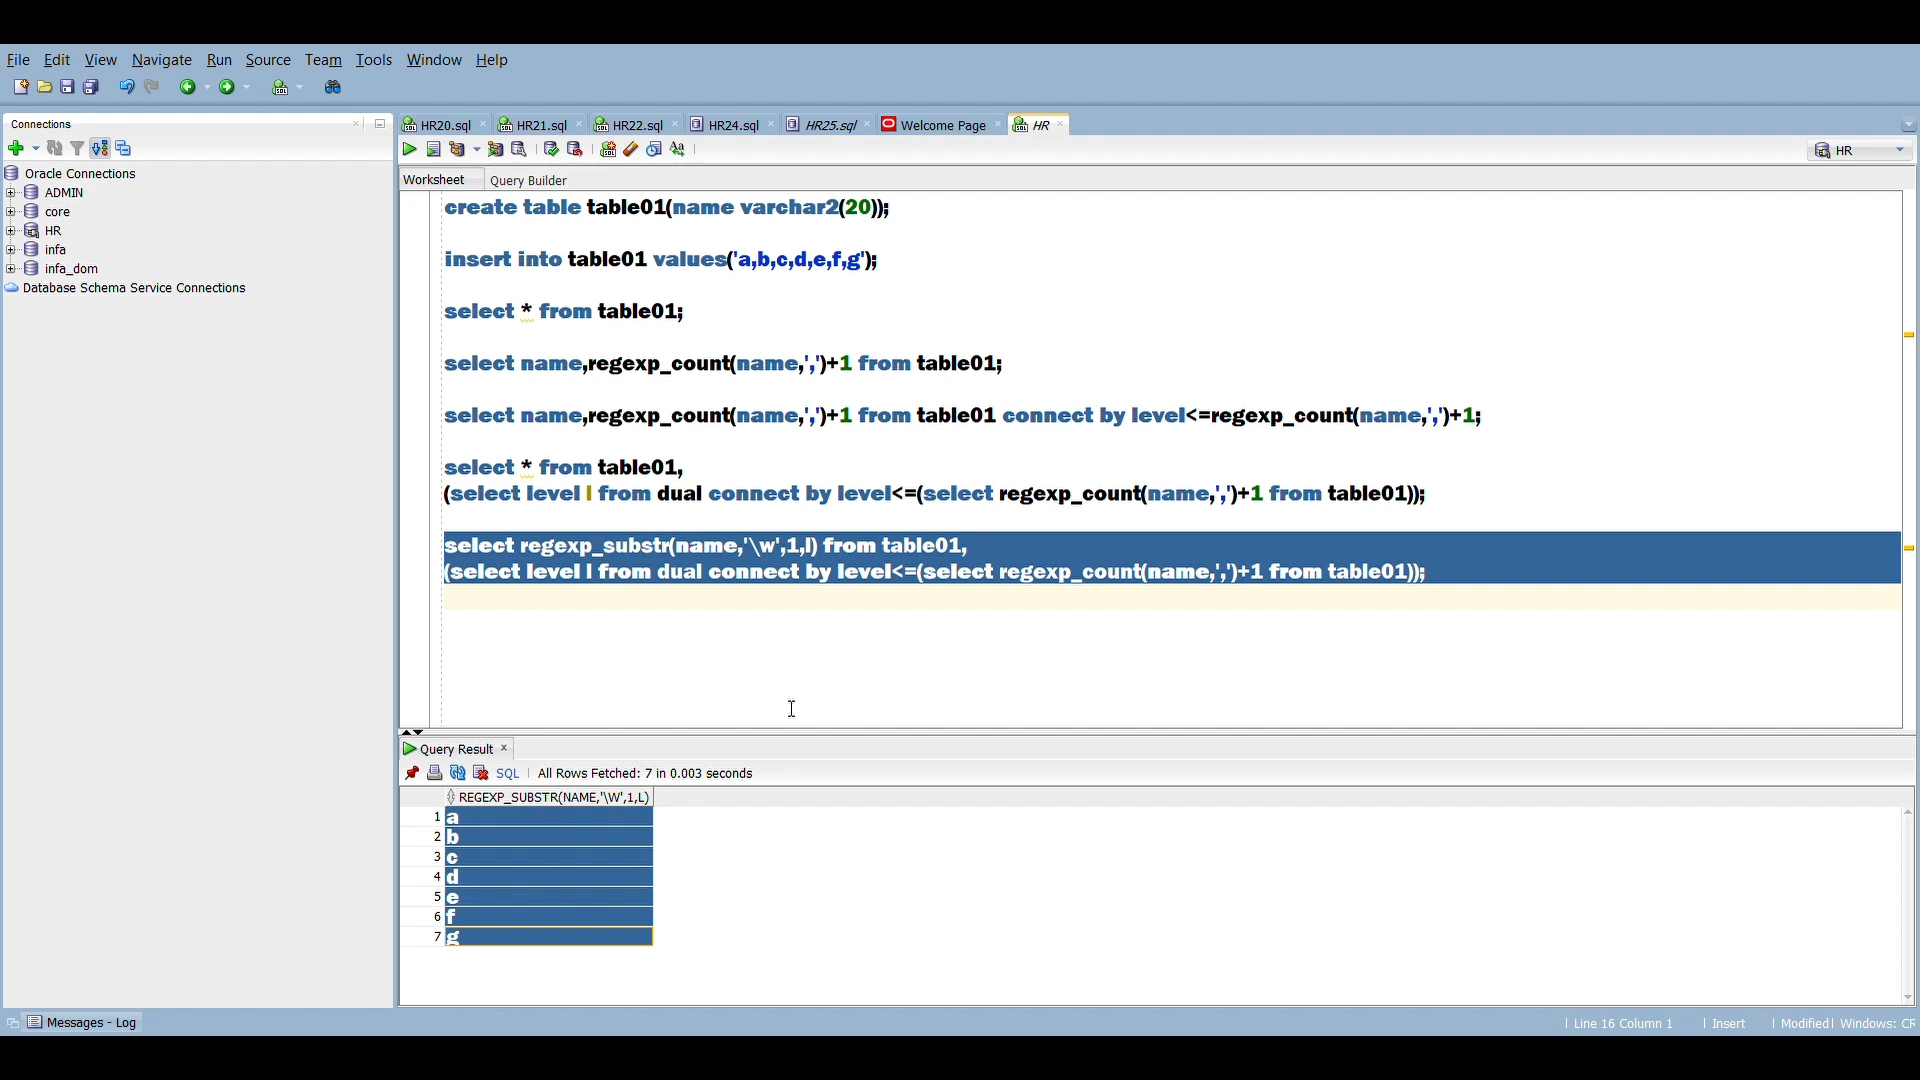 File Edit View Navigate Run Source Team Tools Window Help
Connections
Oracle Connections
ADMIN
core
HR
infa
infa_dom
Database Schema Service Connections
HR20.sql HR21.sql HR22.sql HR24.sql HR25.sql Welcome Page HR
HR
Worksheet Query Builder
create table table01(name varchar2(20));
insert into table01 values('a,b,c,d,e,f,g');
select * from table01;
select name,regexp_count(name,',')+1 from table01;
select name,regexp_count(name,',')+1 from table01 connect by level<=regexp_count(name,',')+1;
select * from table01,
(select level l from dual connect by level<=(select regexp_count(name,',')+1 from table01));
select regexp_substr(name,'\w',1,l) from table01,
(select level l from dual connect by level<=(select regexp_count(name,',')+1 from table01));
Query Result
SQL All Rows Fetched: 7 in 0.003 seconds
REGEXP_SUBSTR(NAME,'\W',1,L)
1 a
2 b
3 c
4 d
5 e
6 f
7 g
Messages - Log
Line 16 Column 1 Insert Modified Windows: CR